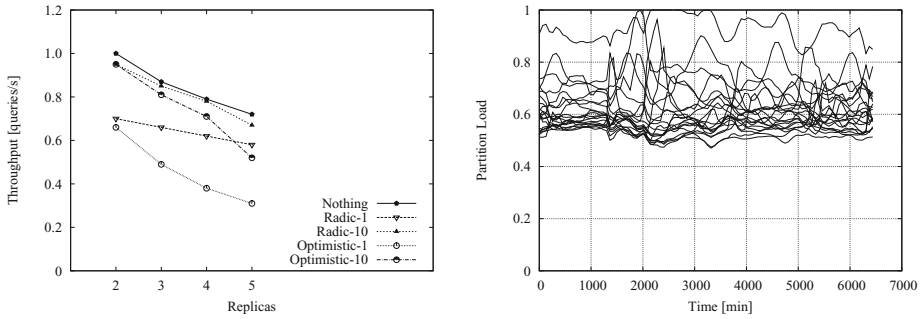 Throughput [queries/s]
1.2
1.0
0.8
0.6
0.4
0.2
0
Nothing
Radic-1
Radic-10
Optimistic-1
Optimistic-10
2 3 4 5
Replicas
Partition Load
1
0.8
0.6
0.4
0.2
0
0 1000 2000 3000 4000 5000 6000 7000
Time [min]